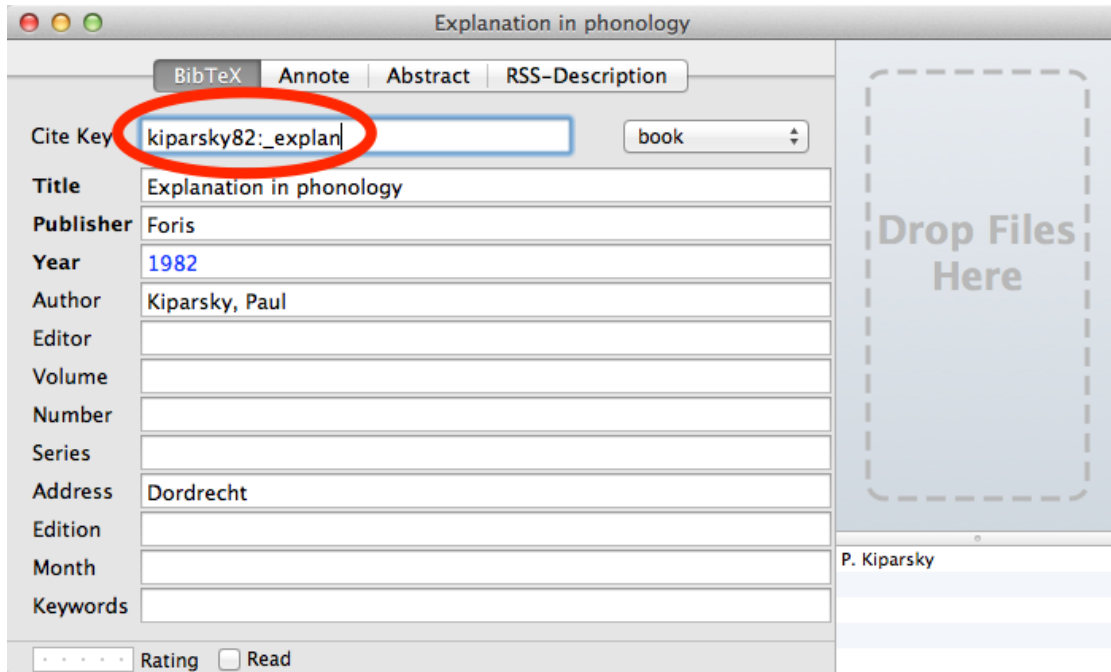 Explanation in phonology
BibTeX Annote Abstract RSS-Description
Cite Key kiparsky82:_explan book
Title Explanation in phonology
Publisher Foris
Year 1982
Author Kiparsky, Paul
Editor
Volume
Number
Series
Address Dordrecht
Edition
Month
Keywords
Rating Read
Drop Files
Here
P. Kiparsky